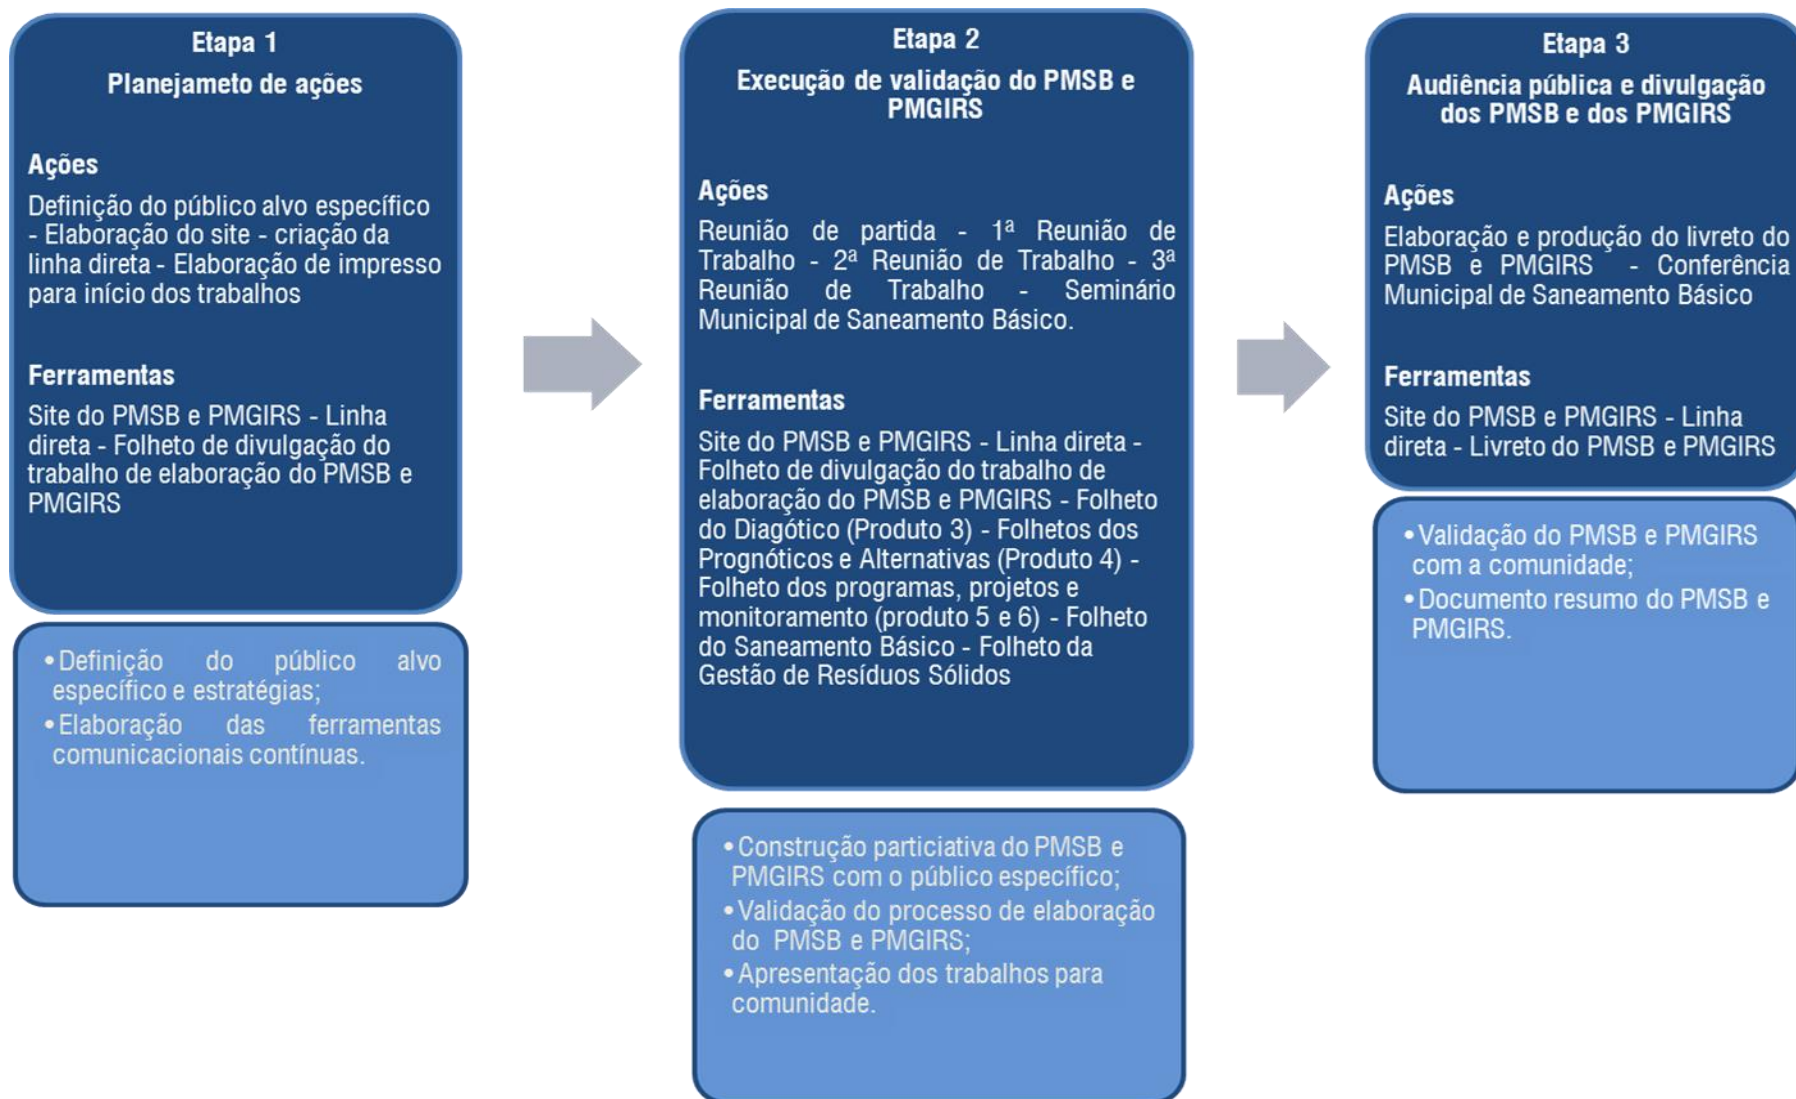 Etapa 1
Planejameto de ações
Ações
Definição do público alvo específico
- Elaboração do site - criação da
linha direta - Elaboração de impresso
para início dos trabalhos
Ferramentas
Site do PMSB e PMGIRS - Linha
direta - Folheto de divulgação do
trabalho de elaboração do PMSB e
PMGIRS
• Definição do público alvo
específico e estratégias;
• Elaboração das ferramentas
comunicacionais contínuas.
Etapa 2
Execução de validação do PMSB e
PMGIRS
Ações
Reunião de partida - 1ª Reunião de
Trabalho - 2ª Reunião de Trabalho - 3ª
Reunião de Trabalho - Seminário
Municipal de Saneamento Básico.
Ferramentas
Site do PMSB e PMGIRS - Linha direta -
Folheto de divulgação do trabalho de
elaboração do PMSB e PMGIRS - Folheto
do Diagótico (Produto 3) - Folhetos dos
Prognóticos e Alternativas (Produto 4) -
Folheto dos programas, projetos e
monitoramento (produto 5 e 6) - Folheto
do Saneamento Básico - Folheto da
Gestão de Resíduos Sólidos
• Construção particiativa do PMSB e
PMGIRS com o público específico;
• Validação do processo de elaboração
do PMSB e PMGIRS;
• Apresentação dos trabalhos para
comunidade.
Etapa 3
Audiência pública e divulgação
dos PMSB e dos PMGIRS
Ações
Elaboração e produção do livreto do
PMSB e PMGIRS - Conferência
Municipal de Saneamento Básico
Ferramentas
Site do PMSB e PMGIRS - Linha
direta - Livreto do PMSB e PMGIRS
• Validação do PMSB e PMGIRS
com a comunidade;
• Documento resumo do PMSB e
PMGIRS.